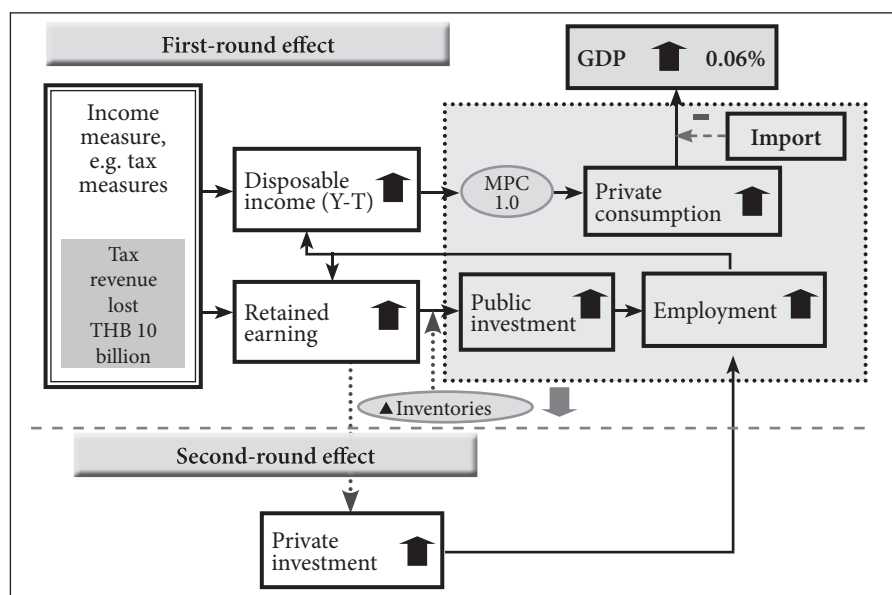 First-round effect
GDP 0.06%
Income
measure,
e.g. tax
measures
Tax
revenue
lost
THB 10
billion
Disposable
income (Y-T)
MPC
1.0
Private
consumption
Import
Retained
earning
Public
investment
Employment
▲Inventories
Second-round effect
Private
investment